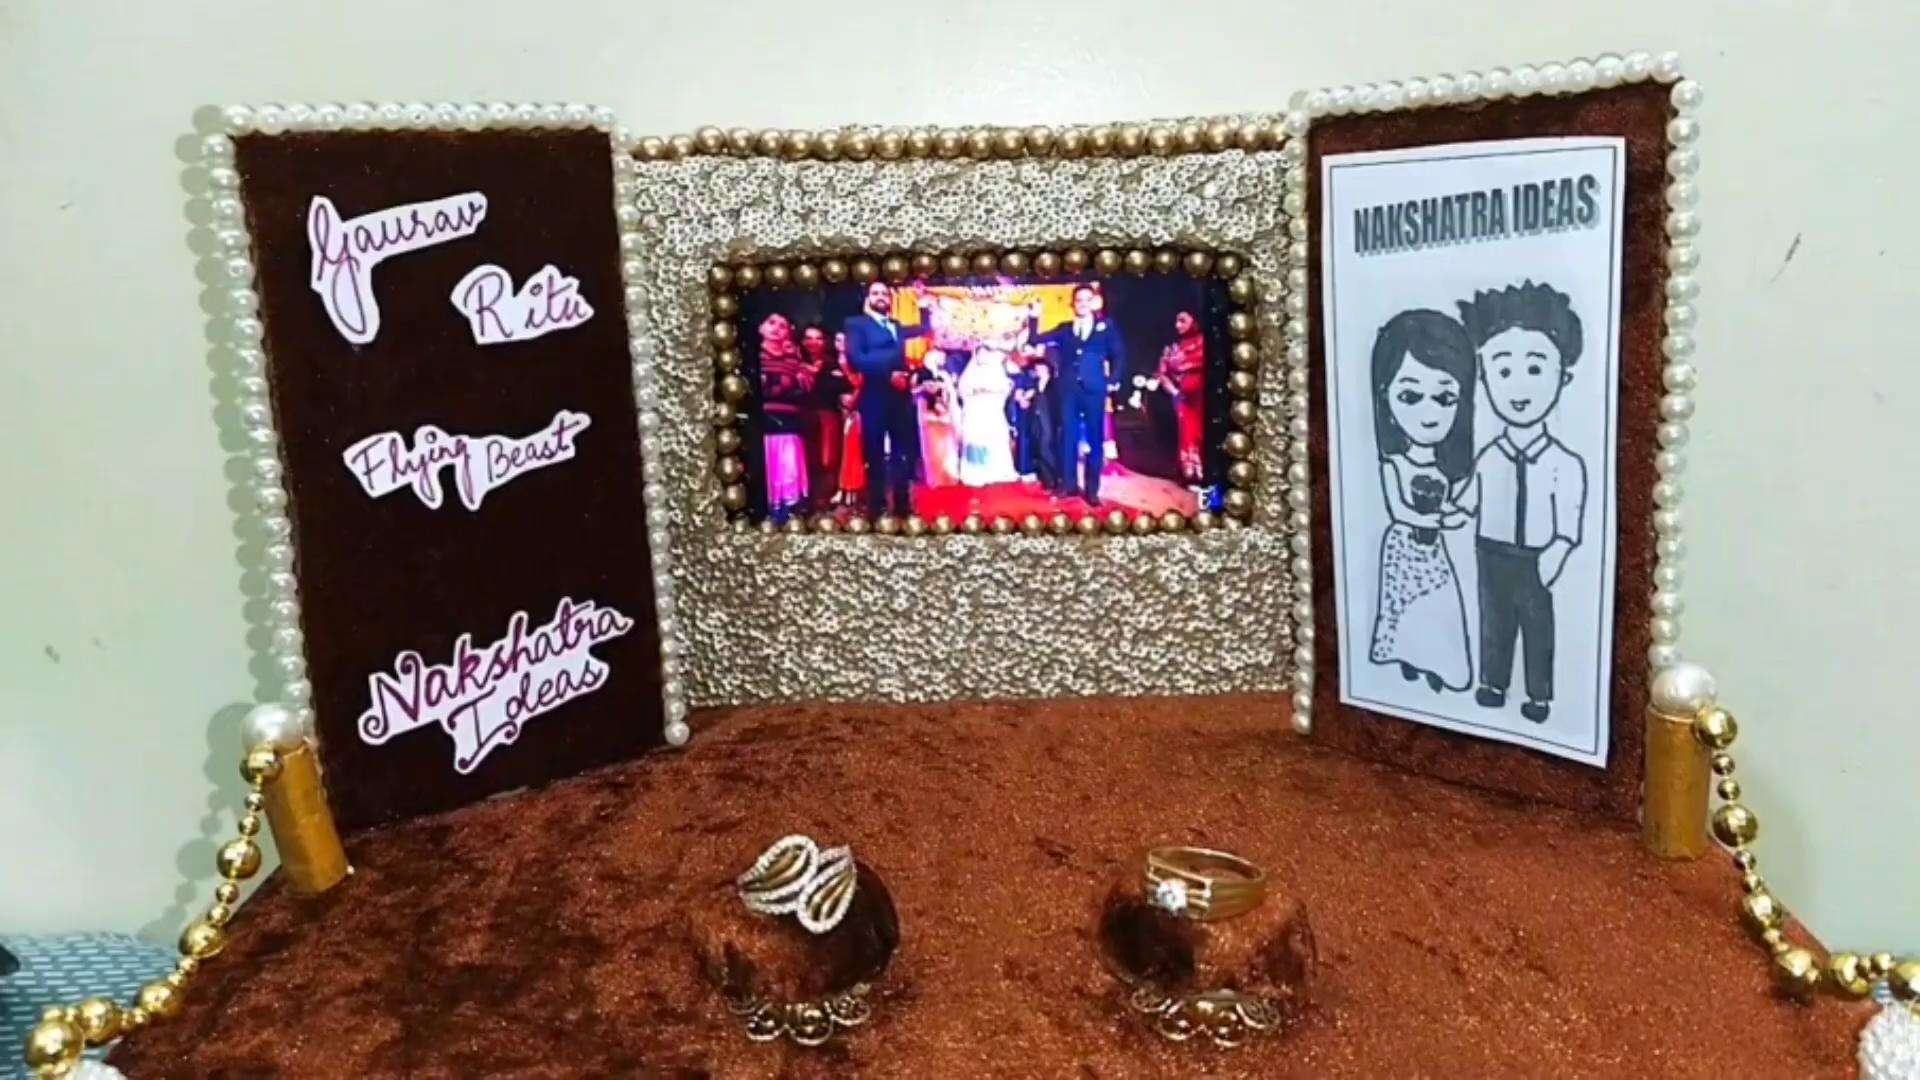 Gaurav
Ritu
Flying Beast
Nakshatra
Ideas
NAKSHATRA IDEAS